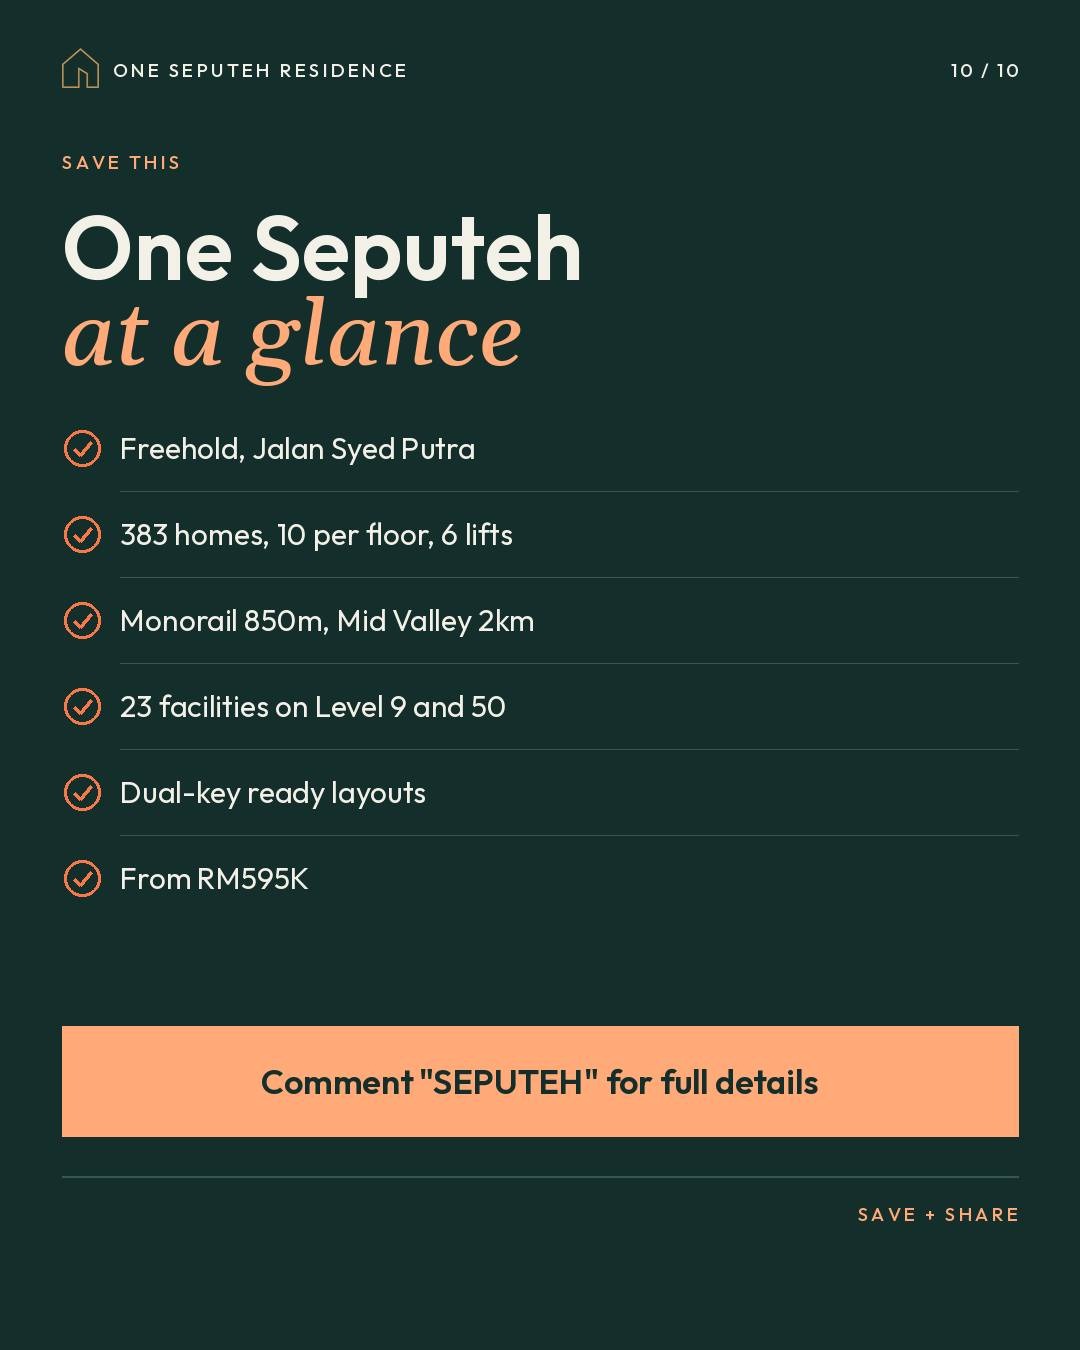 ONE SEPUTEH RESIDENCE
10 / 10
SAVE THIS
One Seputeh
at a glance
Freehold, Jalan Syed Putra
383 homes, 10 per floor, 6 lifts
Monorail 850m, Mid Valley 2km
23 facilities on Level 9 and 50
Dual-key ready layouts
From RM595K
Comment "SEPUTEH" for full details
SAVE + SHARE